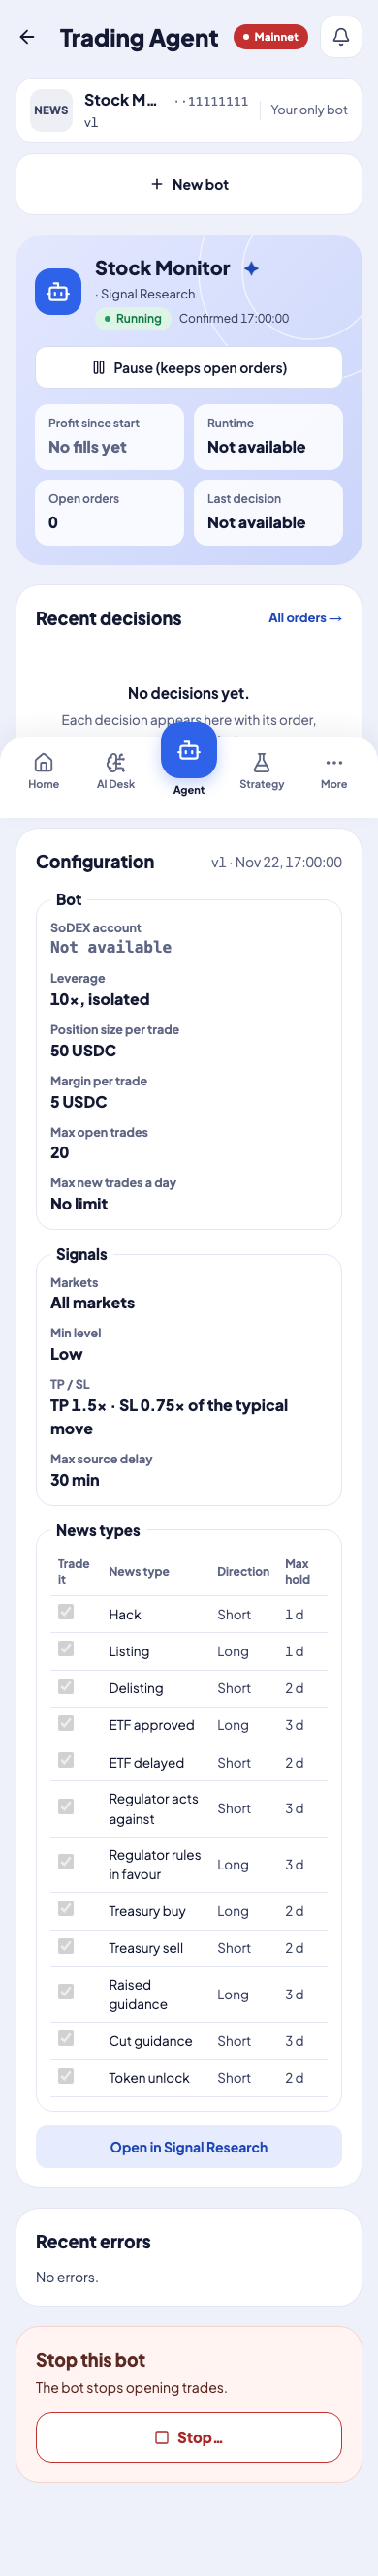 Trading Agent
Mainnet
NEWS
Stock M... ··11111111
v1
Your only bot
+ New bot
Stock Monitor
· Signal Research
Running
Confirmed 17:00:00
Pause (keeps open orders)
Profit since start
No fills yet
Runtime
Not available
Open orders
0
Last decision
Not available
Recent decisions
All orders →
No decisions yet.
Each decision appears here with its order,
Home
AI Desk
Agent
Strategy
More
Configuration
v1 · Nov 22, 17:00:00
Bot
SoDEX account
Not available
Leverage
10×, isolated
Position size per trade
50 USDC
Margin per trade
5 USDC
Max open trades
20
Max new trades a day
No limit
Signals
Markets
All markets
Min level
Low
TP / SL
TP 1.5× · SL 0.75× of the typical
move
Max source delay
30 min
News types
Trade it
News type
Direction
Max hold
Hack Short 1 d
Listing Long 1 d
Delisting Short 2 d
ETF approved Long 3 d
ETF delayed Short 2 d
Regulator acts against Short 3 d
Regulator rules in favour Long 3 d
Treasury buy Long 2 d
Treasury sell Short 2 d
Raised guidance Long 3 d
Cut guidance Short 3 d
Token unlock Short 2 d
Open in Signal Research
Recent errors
No errors.
Stop this bot
The bot stops opening trades.
Stop...